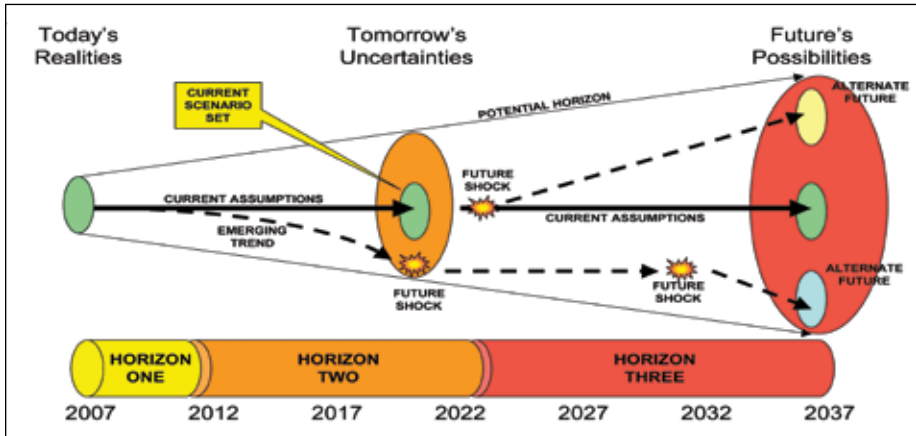 Today's
Realities
Tomorrow's
Uncertainties
Future's
Possibilities
CURRENT
SCENARIO
SET
POTENTIAL HORIZON
ALTERNATE
FUTURE
FUTURE
SHOCK
CURRENT ASSUMPTIONS
CURRENT ASSUMPTIONS
EMERGING
TREND
FUTURE
SHOCK
FUTURE
SHOCK
ALTERNATE
FUTURE
HORIZON
ONE
HORIZON
TWO
HORIZON
THREE
2007 2012 2017 2022 2027 2032 2037